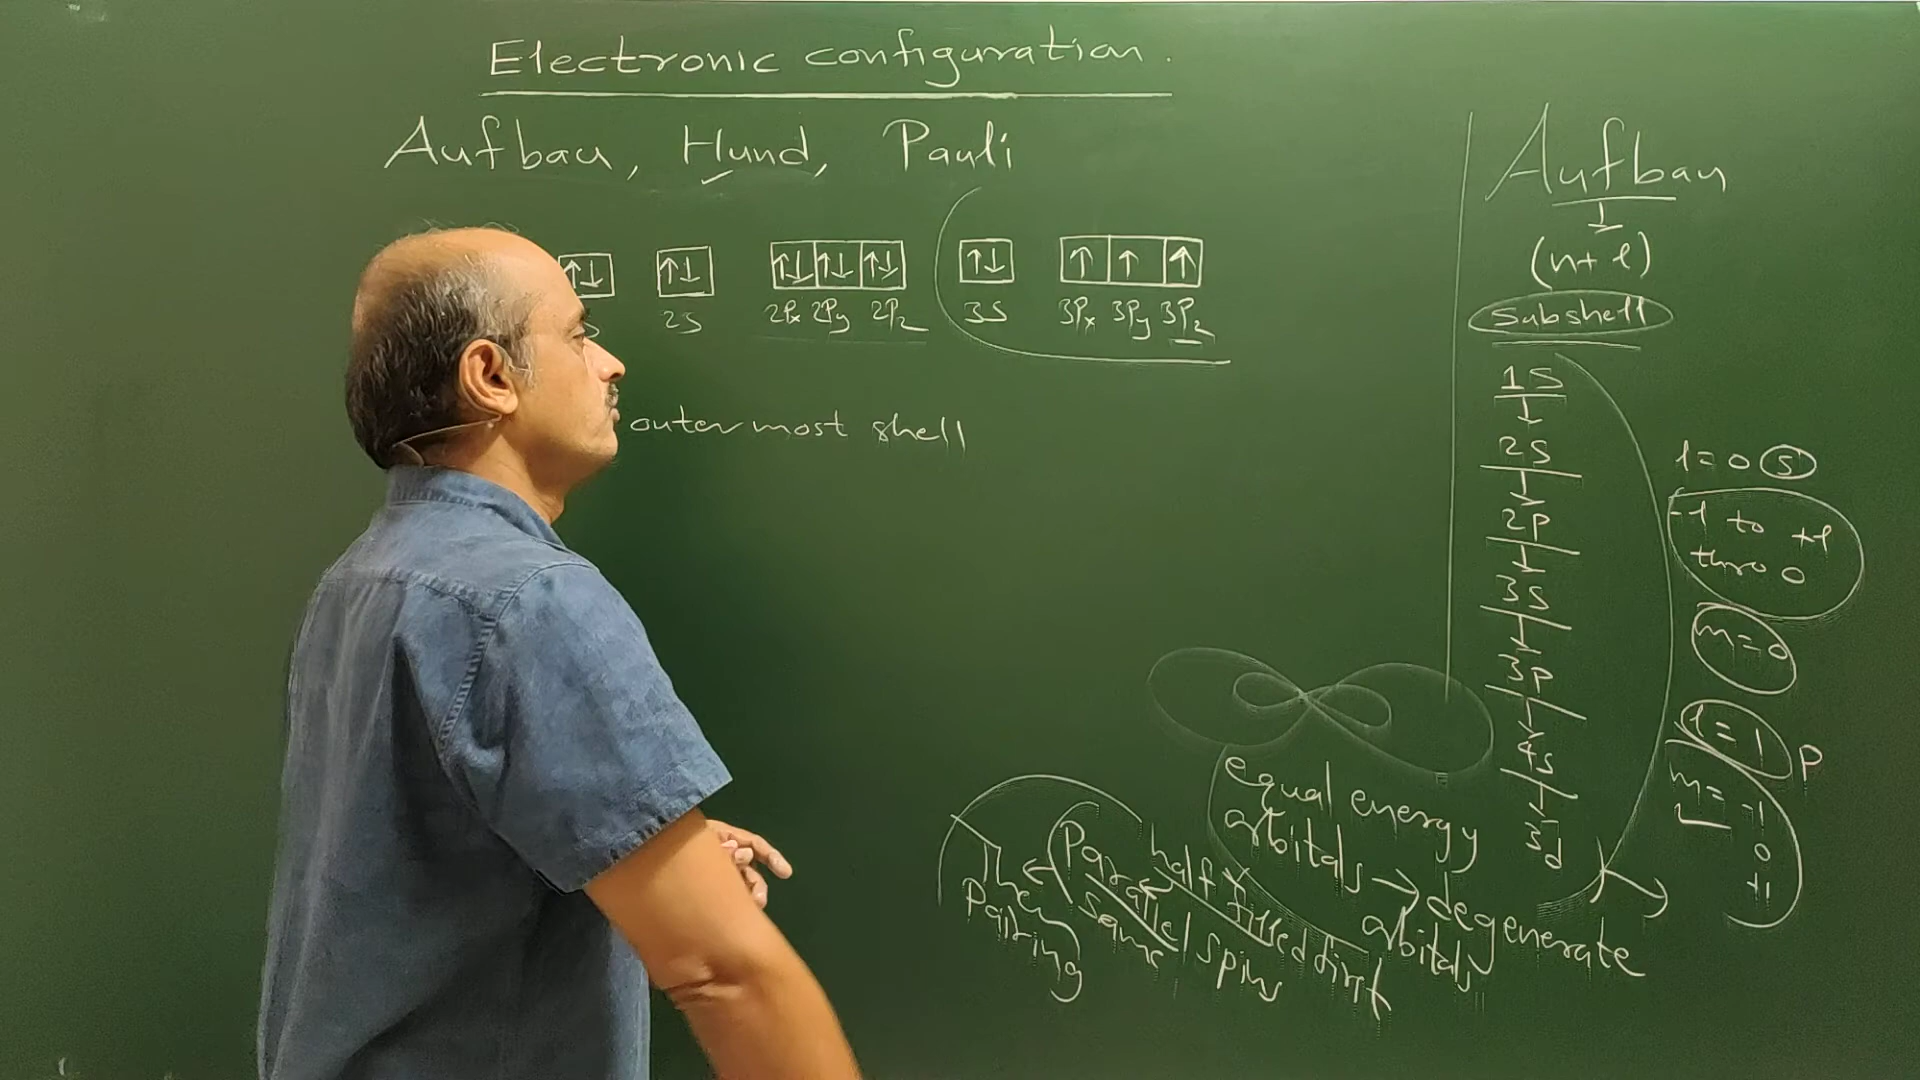 Electronic configuration.
Aufbau, Hund, Pauli
↑↓ ↑↓ ↑↓ ↑↓ ↑↓ ↑↓ ↑ ↑ ↑
S 2S 2Px 2Py 2Pz 3S 3Px 3Py 3Pz
outermost shell
Aufbau
↓
(n+l)
Subshell
1S
↓
2S
↓
2P
↓
3S
↓
3P
↓
4S
↓
3d
l=0 S
-l to +l
thro 0
m=0
l=1 P
m= -1
0
+1
equal energy
orbitals → degenerate
orbitals
half filled first
Parallel
same spins
Then
Pairing